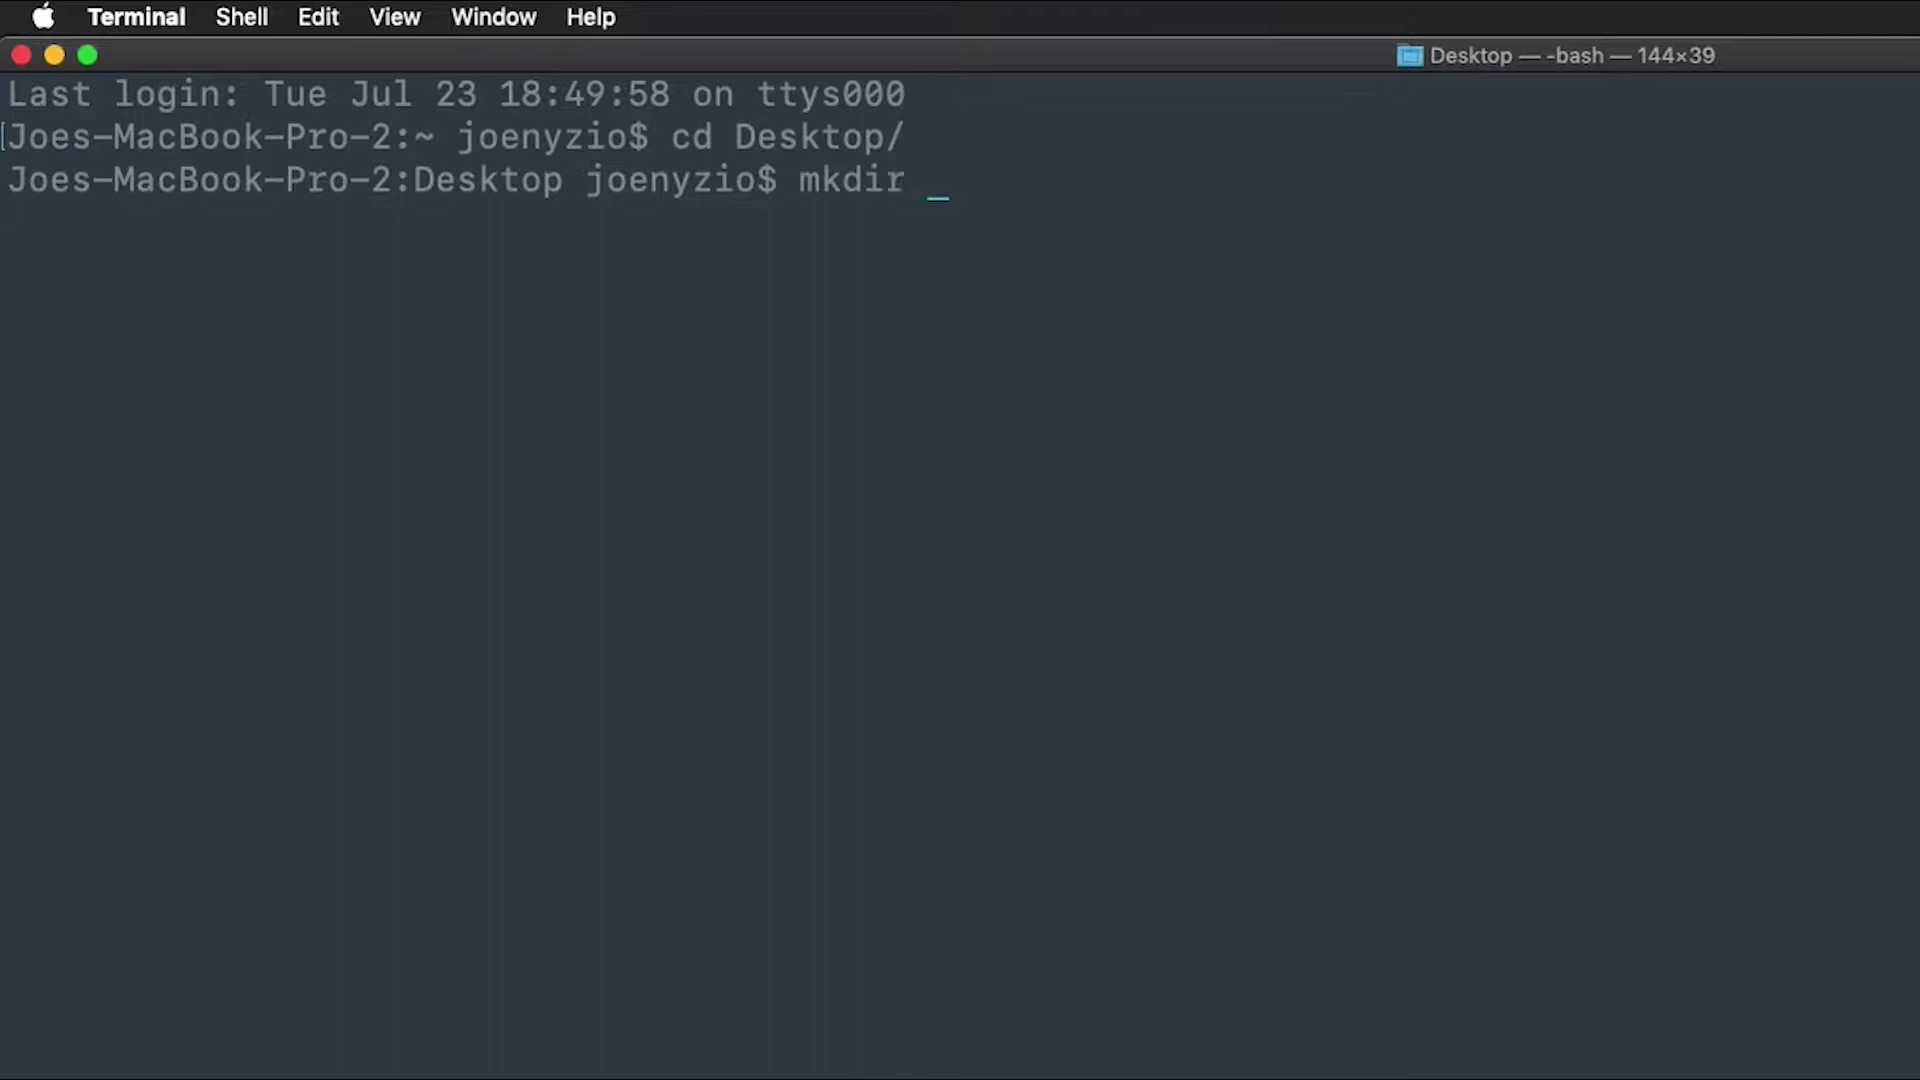 Terminal Shell Edit View Window Help
Desktop — -bash — 144×39
Last login: Tue Jul 23 18:49:58 on ttys000
[Joes-MacBook-Pro-2:~ joenyzio$ cd Desktop/
Joes-MacBook-Pro-2:Desktop joenyzio$ mkdir _